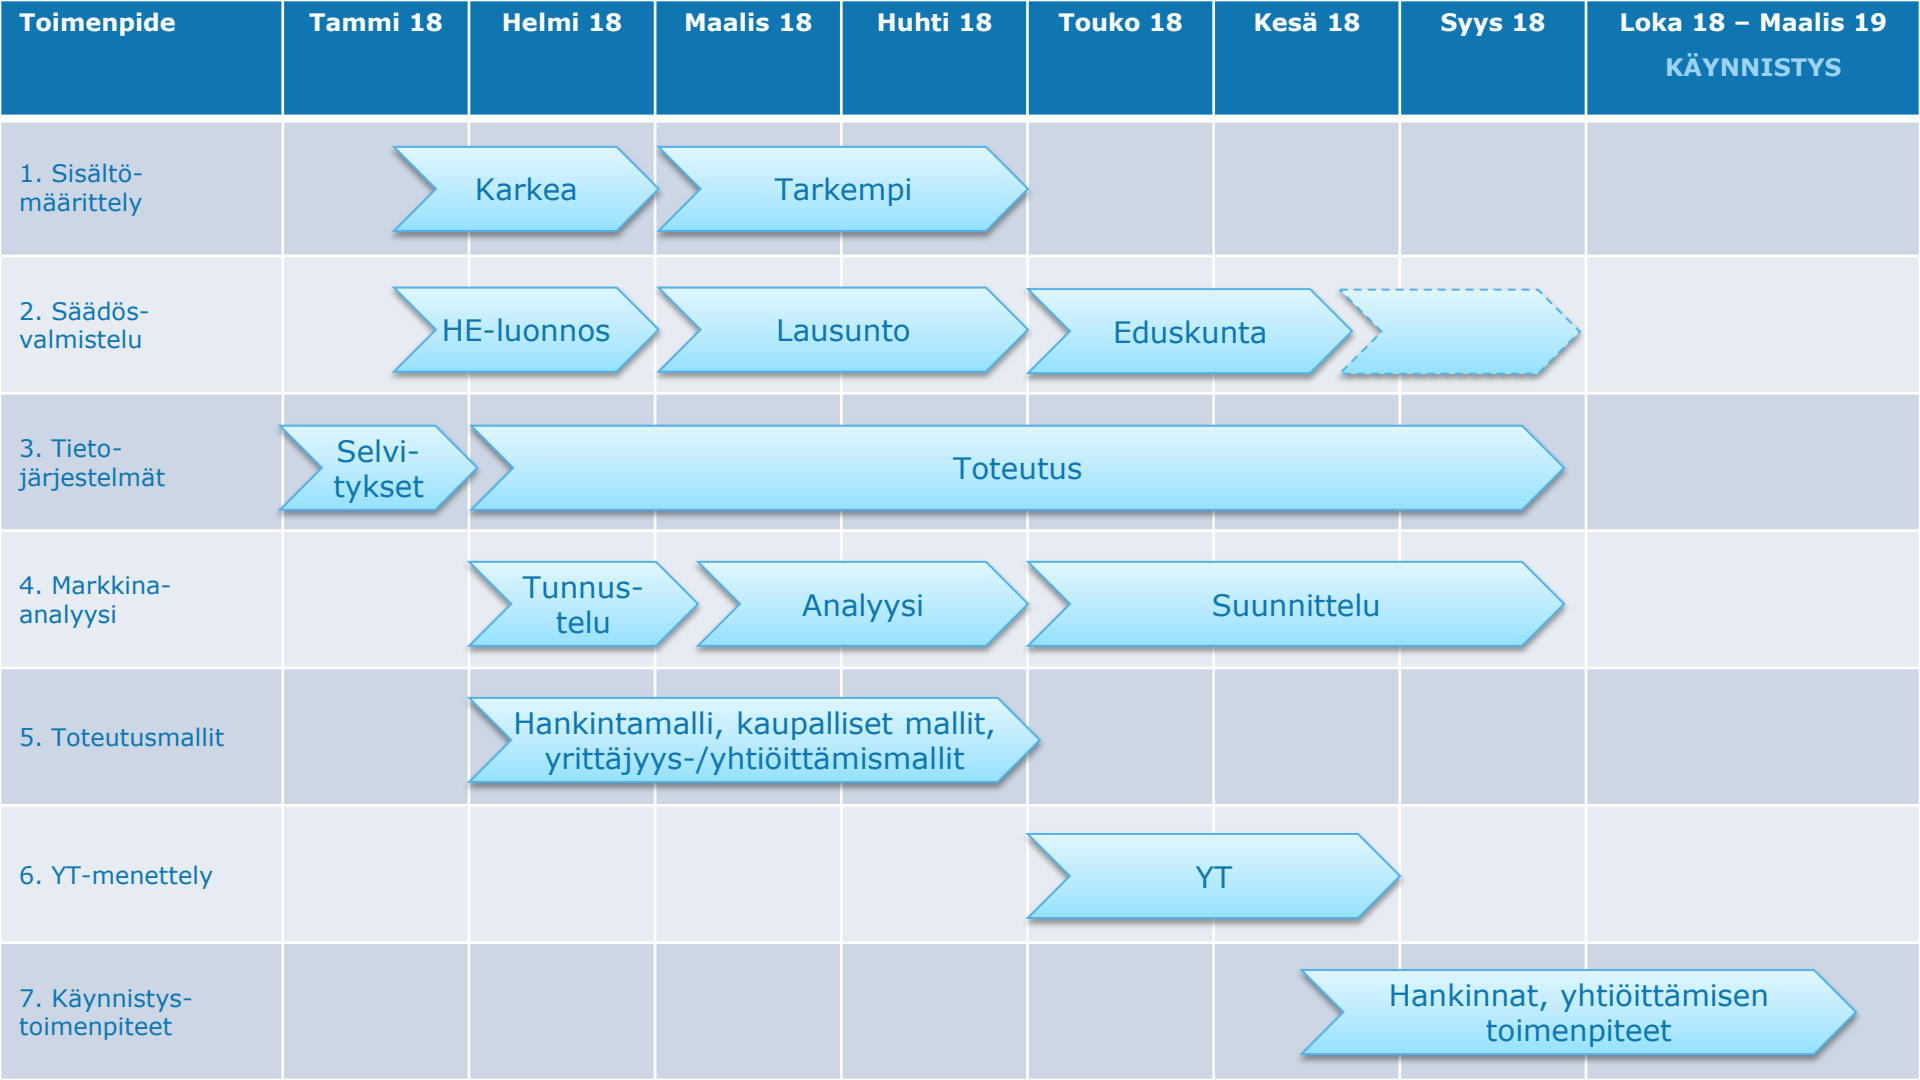 Toimenpide
Tammi 18
Helmi 18
Maalis 18
Huhti 18
Touko 18
Kesä 18
Syys 18
Loka 18 – Maalis 19
KÄYNNISTYS
1. Sisältö-
määrittely
Karkea
Tarkempi
2. Säädös-
valmistelu
HE-luonnos
Lausunto
Eduskunta
3. Tieto-
järjestelmät
Selvi-
tykset
Toteutus
4. Markkina-
analyysi
Tunnus-
telu
Analyysi
Suunnittelu
5. Toteutusmallit
Hankintamalli, kaupalliset mallit,
yrittäjyys-/yhtiöittämismallit
6. YT-menettely
YT
7. Käynnistys-
toimenpiteet
Hankinnat, yhtiöittämisen
toimenpiteet